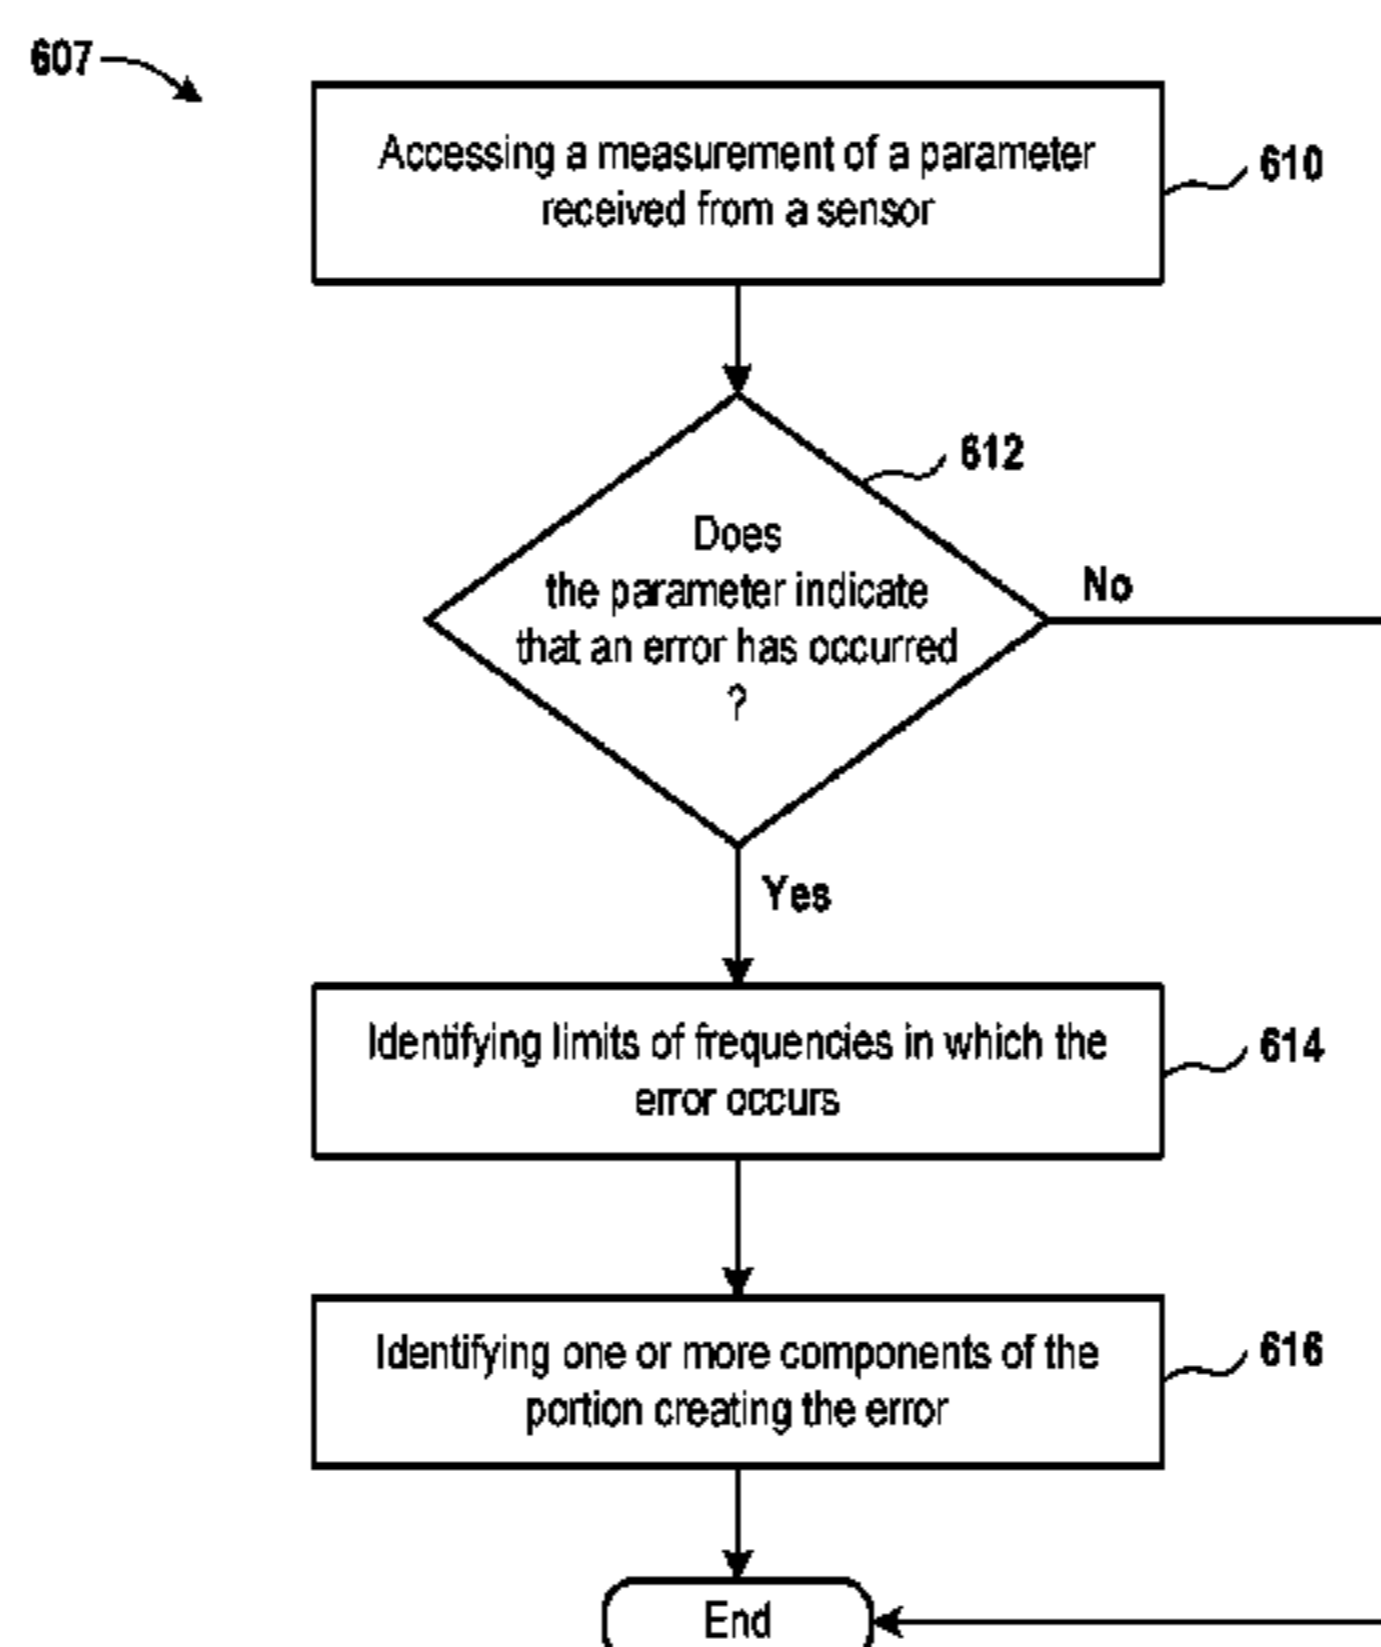 607
Accessing a measurement of a parameter
received from a sensor
610
612
Does
the parameter indicate
that an error has occurred
?
No
Yes
Identifying limits of frequencies in which the
error occurs
614
Identifying one or more components of the
portion creating the error
616
End